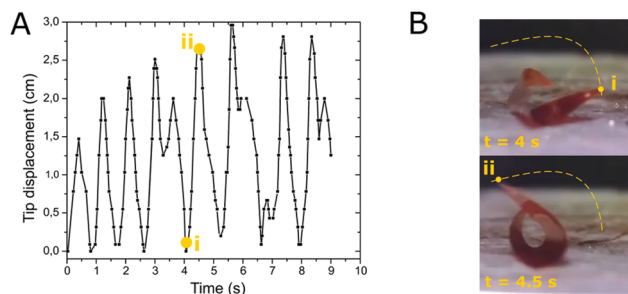 A
Tip displacement (cm)
3,0
2,5
2,0
1,5
1,0
0,5
0,0
ii
i
0 1 2 3 4 5 6 7 8 9 10
Time (s)
B
i
t = 4 s
ii
t = 4.5 s